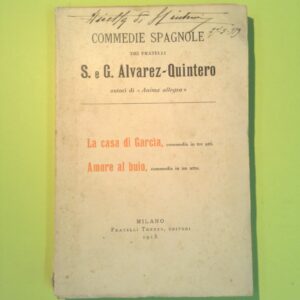 COMMEDIE SPAGNOLE
DEI FRATELLI
S. e G. Alvarez-Quintero
autori di «Anima allegra»
La casa di García, commedia in tre atti.
Amore al buio, commedia in un atto.
MILANO
FRATELLI TREVES, EDITORI